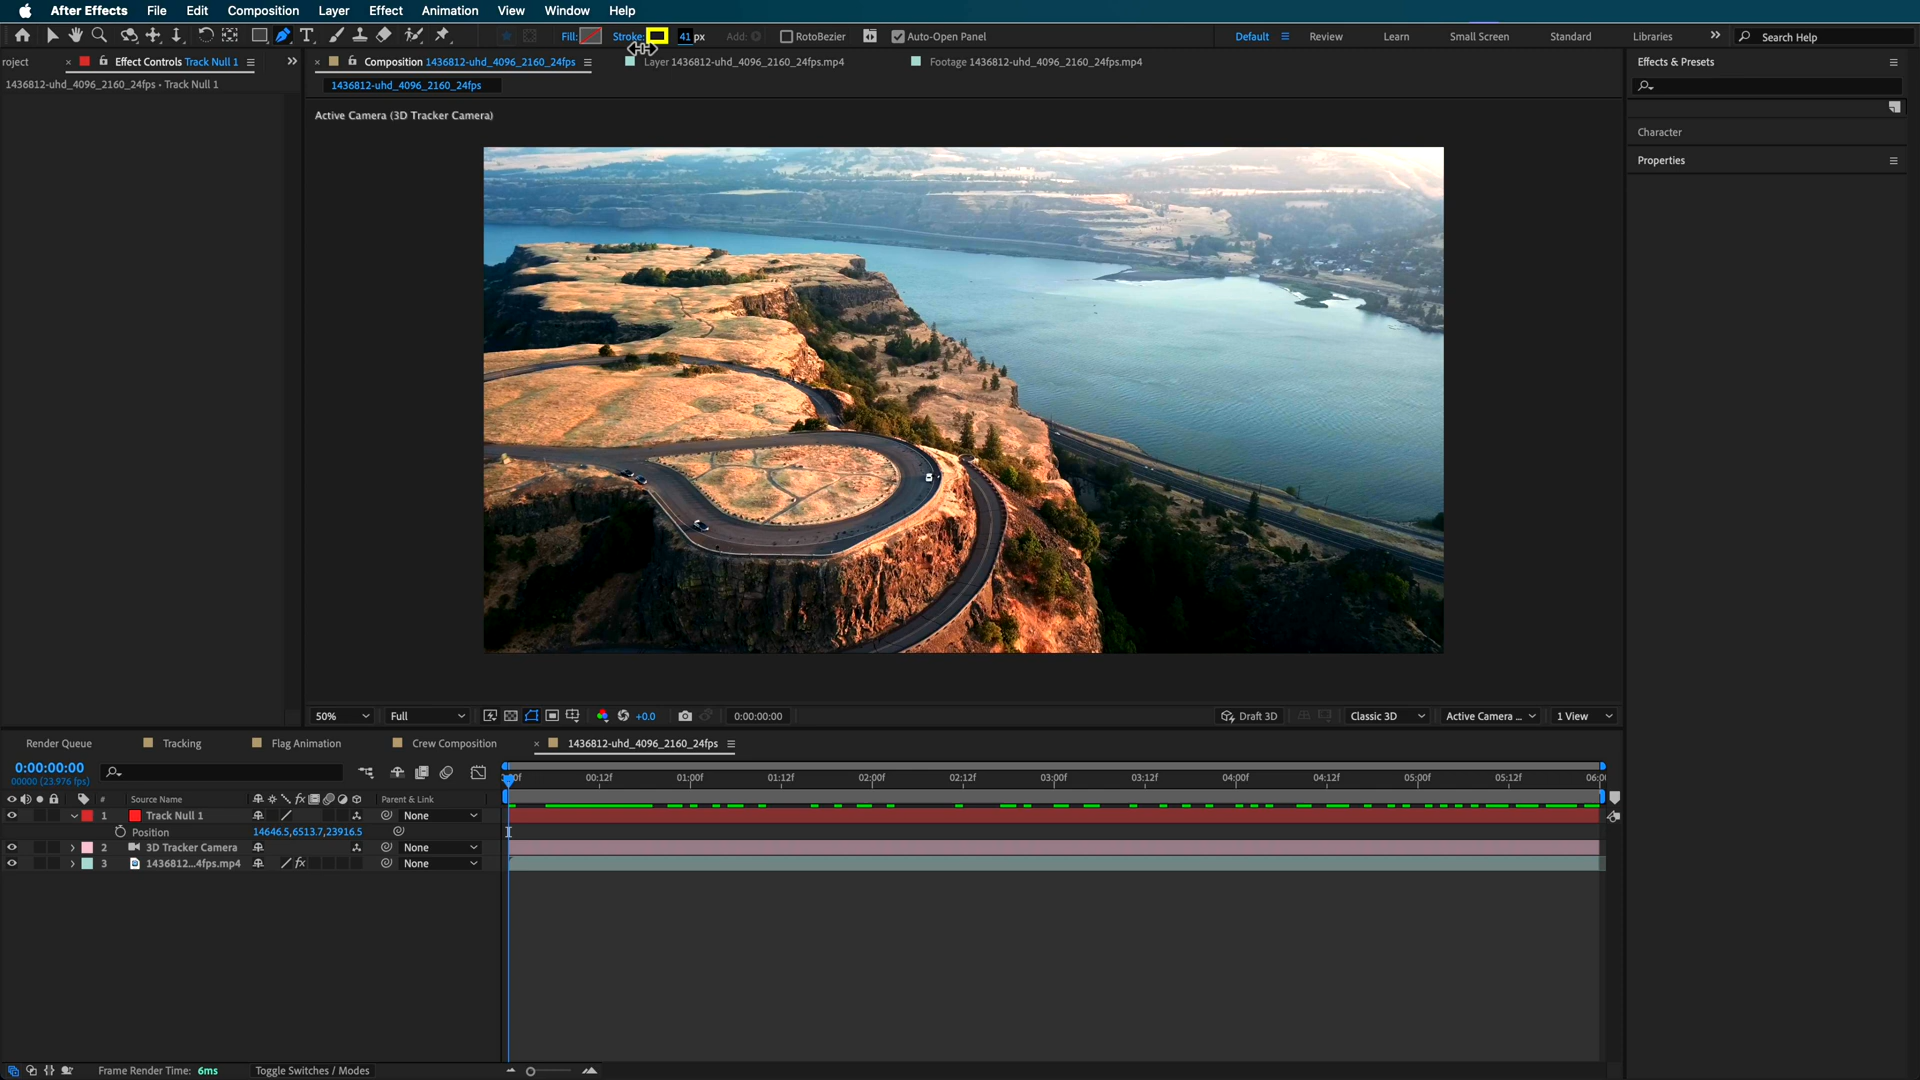 After Effects File Edit Composition Layer Effect Animation View Window Help
Fill: Stroke: 41 px Add: RotoBezier Auto-Open Panel Default Review Learn Small Screen Standard Libraries Search Help
roject Effect Controls Track Null 1
1436812-uhd_4096_2160_24fps • Track Null 1
Composition 1436812-uhd_4096_2160_24fps Layer 1436812-uhd_4096_2160_24fps.mp4 Footage 1436812-uhd_4096_2160_24fps.mp4
1436812-uhd_4096_2160_24fps
Active Camera (3D Tracker Camera)
Effects & Presets
Character
Properties
50% Full +0.0 0:00:00:00 Draft 3D Classic 3D Active Camera ... 1 View
Render Queue Tracking Flag Animation Crew Composition 1436812-uhd_4096_2160_24fps
0:00:00:00
00000 (23.976 fps)
:00f 00:12f 01:00f 01:12f 02:00f 02:12f 03:00f 03:12f 04:00f 04:12f 05:00f 05:12f 06:0
# Source Name fx Parent & Link
1 Track Null 1 None
Position 14646.5,6513.7,23916.5
2 3D Tracker Camera None
3 1436812...4fps.mp4 fx None
Frame Render Time: 6ms Toggle Switches / Modes